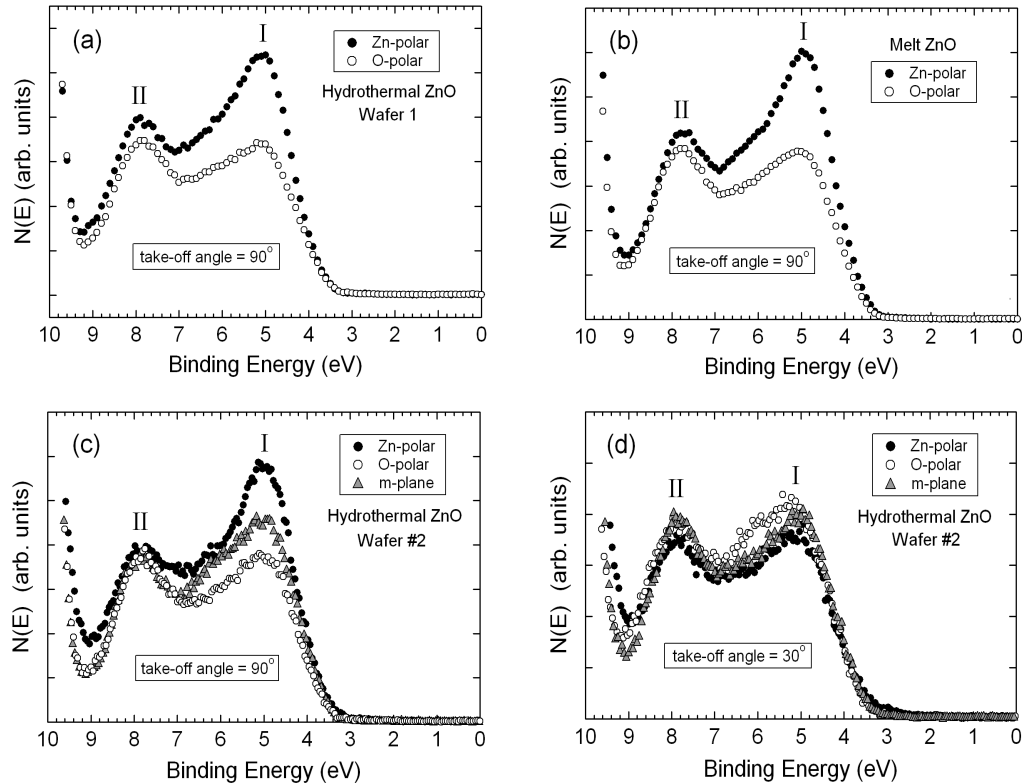 (a)
I
II
Zn-polar
O-polar
Hydrothermal ZnO
Wafer 1
take-off angle = 90°
N(E) (arb. units)
10 9 8 7 6 5 4 3 2 1 0
Binding Energy (eV)
(b)
I
II
Melt ZnO
Zn-polar
O-polar
take-off angle = 90°
N(E) (arb. units)
10 9 8 7 6 5 4 3 2 1 0
Binding Energy (eV)
(c)
I
II
Zn-polar
O-polar
m-plane
Hydrothermal ZnO
Wafer #2
take-off angle = 90°
N(E) (arb. units)
10 9 8 7 6 5 4 3 2 1 0
Binding Energy (eV)
(d)
I
II
Zn-polar
O-polar
m-plane
Hydrothermal ZnO
Wafer #2
take-off angle = 30°
N(E) (arb. units)
10 9 8 7 6 5 4 3 2 1 0
Binding Energy (eV)